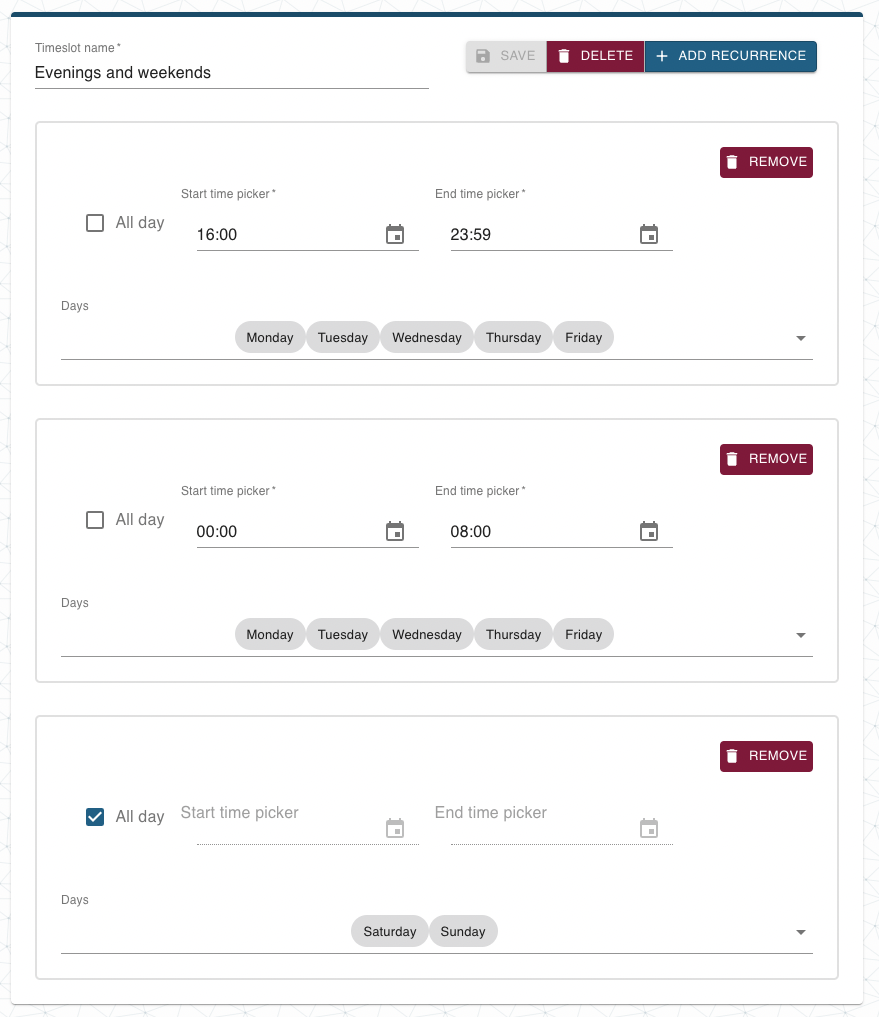 Timeslot name *
Evenings and weekends
SAVE DELETE ADD RECURRENCE
REMOVE
Start time picker * End time picker *
All day 16:00 23:59
Days
Monday Tuesday Wednesday Thursday Friday
REMOVE
Start time picker * End time picker *
All day 00:00 08:00
Days
Monday Tuesday Wednesday Thursday Friday
REMOVE
All day Start time picker End time picker
Days
Saturday Sunday